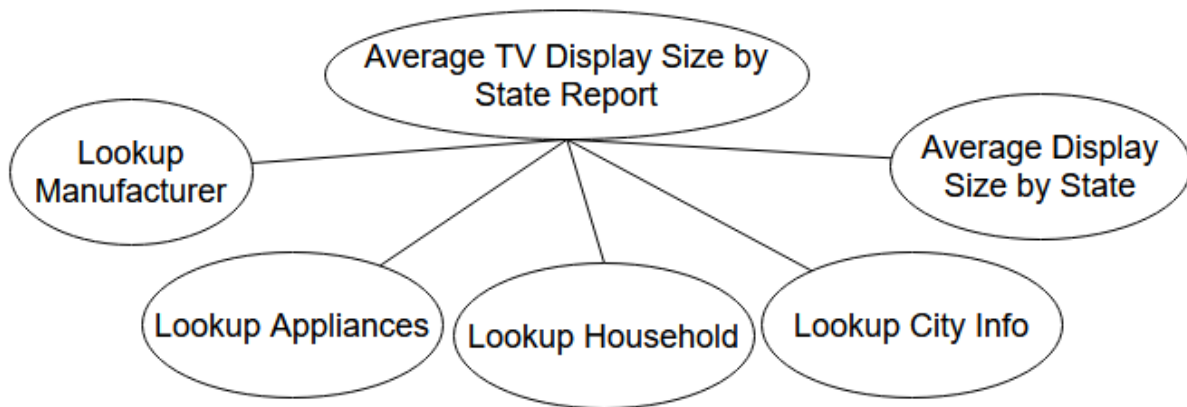 Average TV Display Size by
State Report
Lookup
Manufacturer
Average Display
Size by State
Lookup Appliances
Lookup Household
Lookup City Info